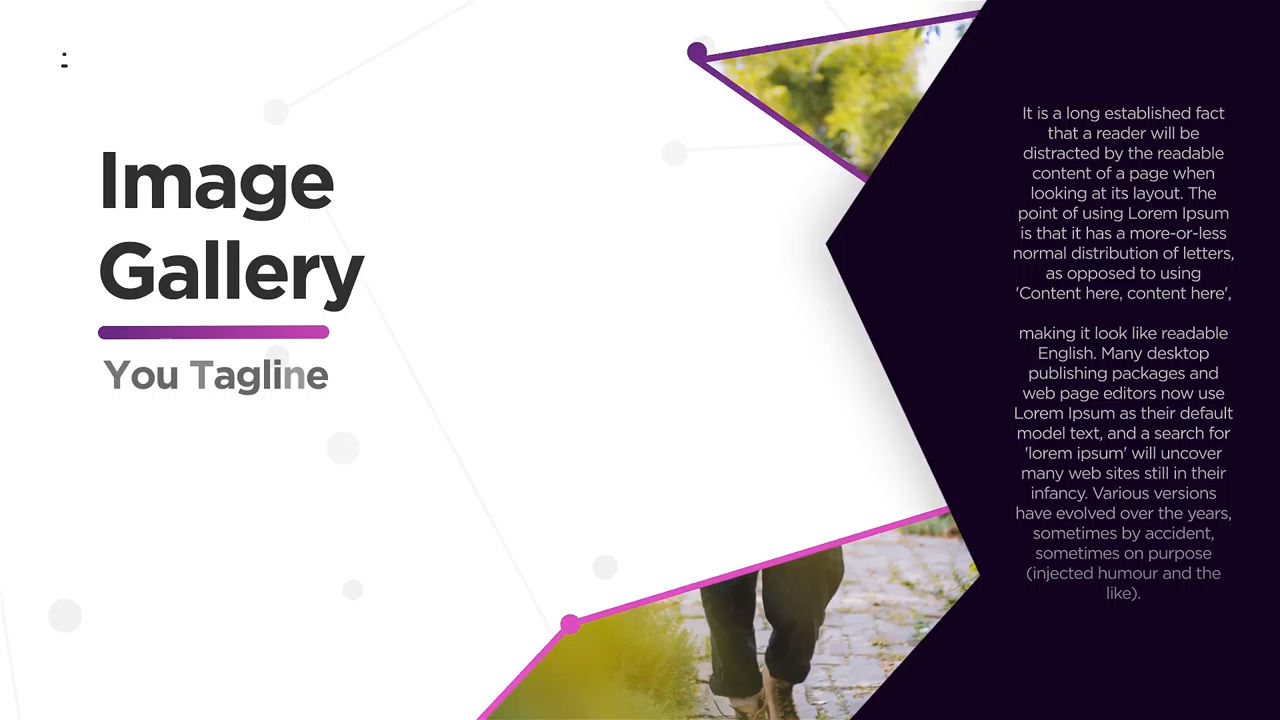 Image
Gallery
You Tagline
It is a long established fact
that a reader will be
distracted by the readable
content of a page when
looking at its layout. The
point of using Lorem Ipsum
is that it has a more-or-less
normal distribution of letters,
as opposed to using
'Content here, content here',
making it look like readable
English. Many desktop
publishing packages and
web page editors now use
Lorem Ipsum as their default
model text, and a search for
'lorem ipsum' will uncover
many web sites still in their
infancy. Various versions
have evolved over the years,
sometimes by accident,
sometimes on purpose
(injected humour and the
like).